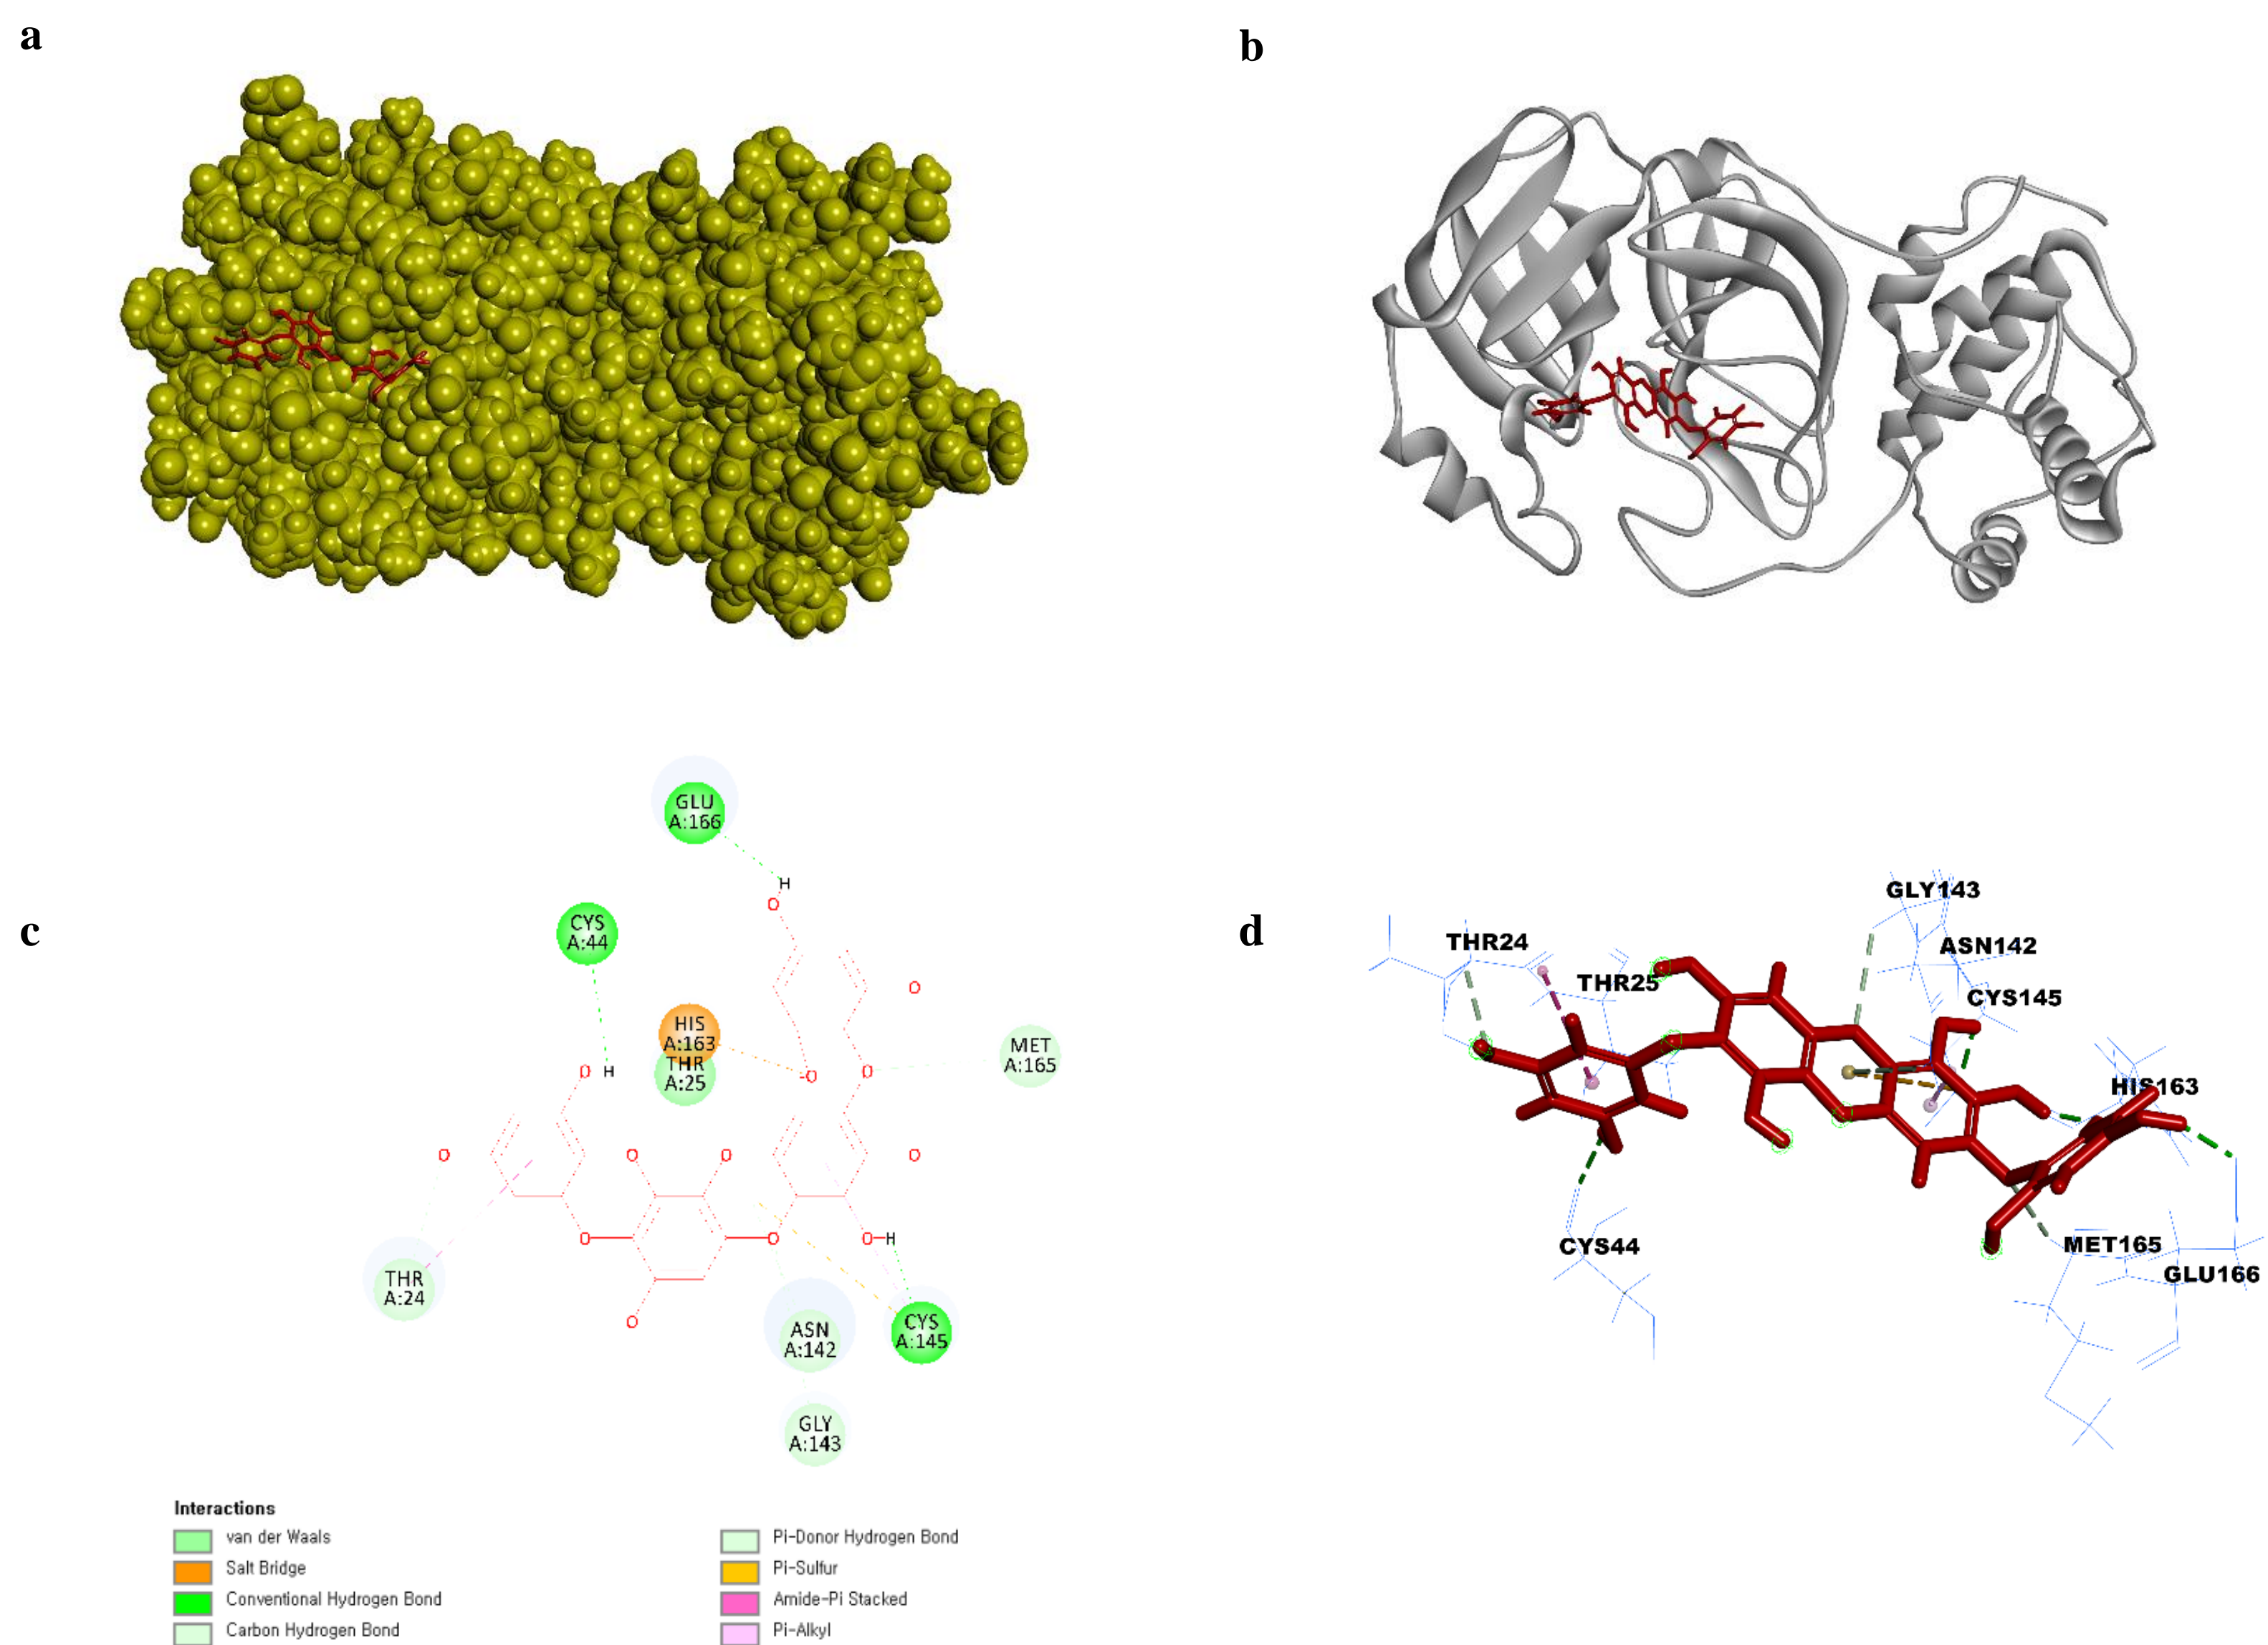 a
b
c
GLU
A:166
H
O
CYS
A:44
O
HIS
A:163
THR
A:25
MET
A:165
O H
-O
O
O
O
O
O
O
O
O
O-H
THR
A:24
O
ASN
A:142
CYS
A:145
GLY
A:143
Interactions
van der Waals
Salt Bridge
Conventional Hydrogen Bond
Carbon Hydrogen Bond
Pi-Donor Hydrogen Bond
Pi-Sulfur
Amide-Pi Stacked
Pi-Alkyl
d
GLY143
THR24
ASN142
THR25
CYS145
HIS163
CYS44
MET165
GLU166